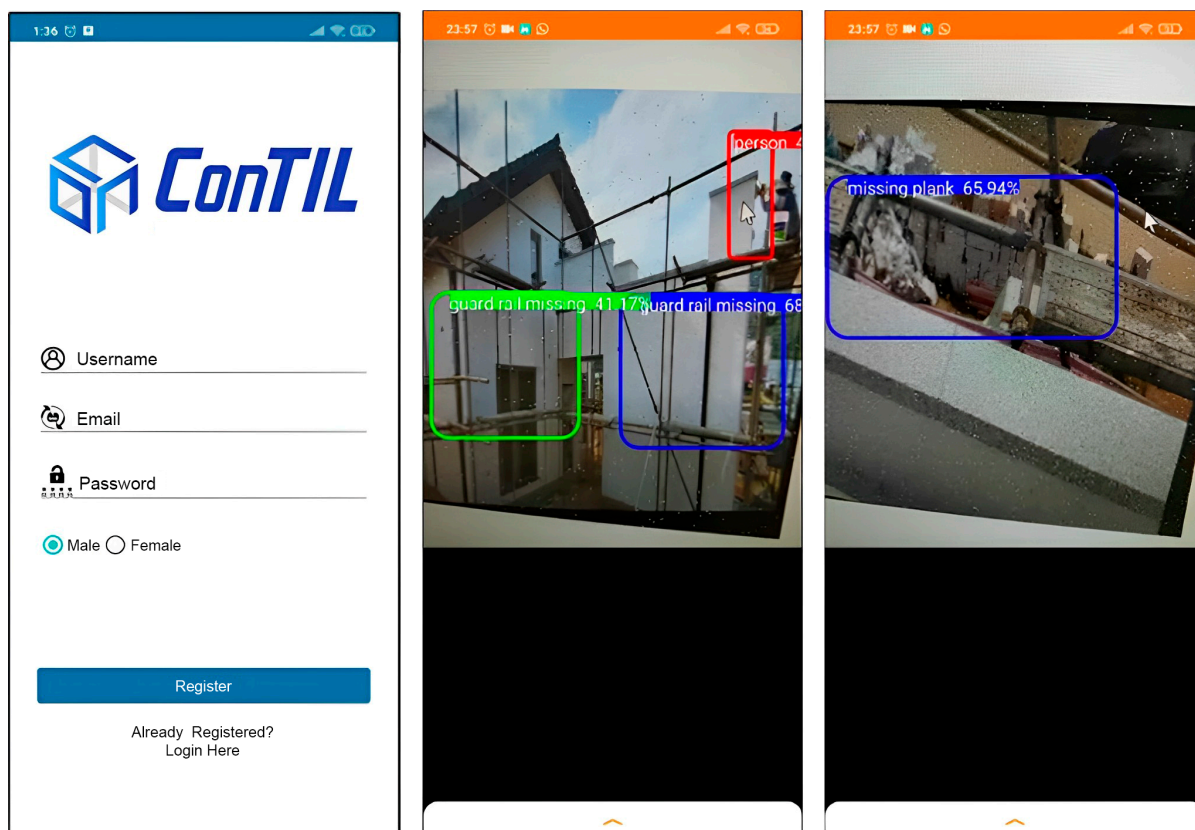 1:36
ConTIL
Username
Email
Password
Male Female
Register
Already Registered?
Login Here
23:57
person 4
guard rail missing 41.17%
guard rail missing 68
23:57
missing plank 65.94%